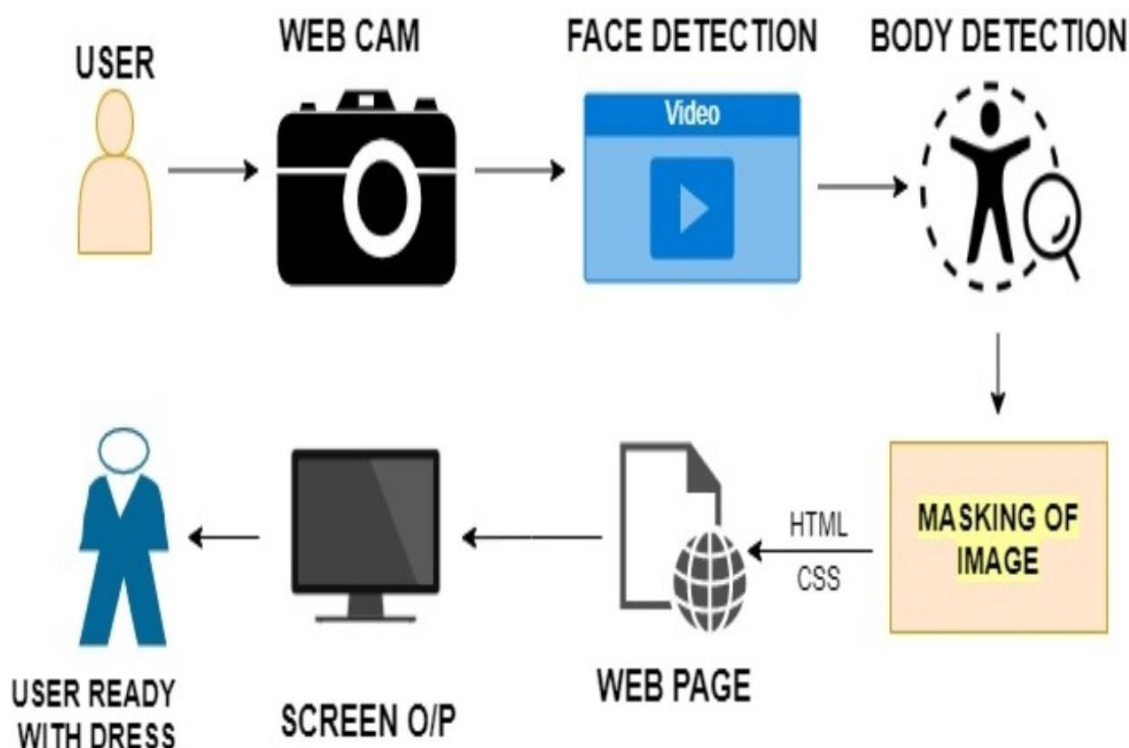 USER
WEB CAM
FACE DETECTION
BODY DETECTION
Video
MASKING OF
IMAGE
HTML
CSS
WEB PAGE
SCREEN O/P
USER READY
WITH DRESS